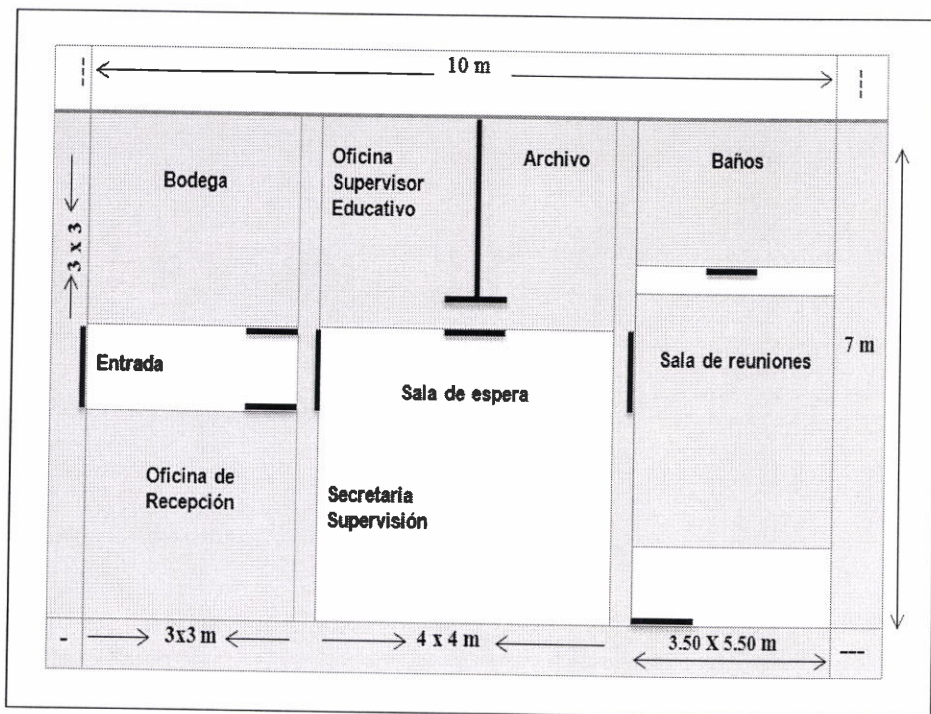 10 m
Oficina
Supervisor
Educativo
Archivo
Baños
Bodega
3 x 3
Entrada
Sala de espera
Sala de reuniones
7 m
Oficina de
Recepción
Secretaria
Supervisión
3x3 m
4 x 4 m
3.50 X 5.50 m